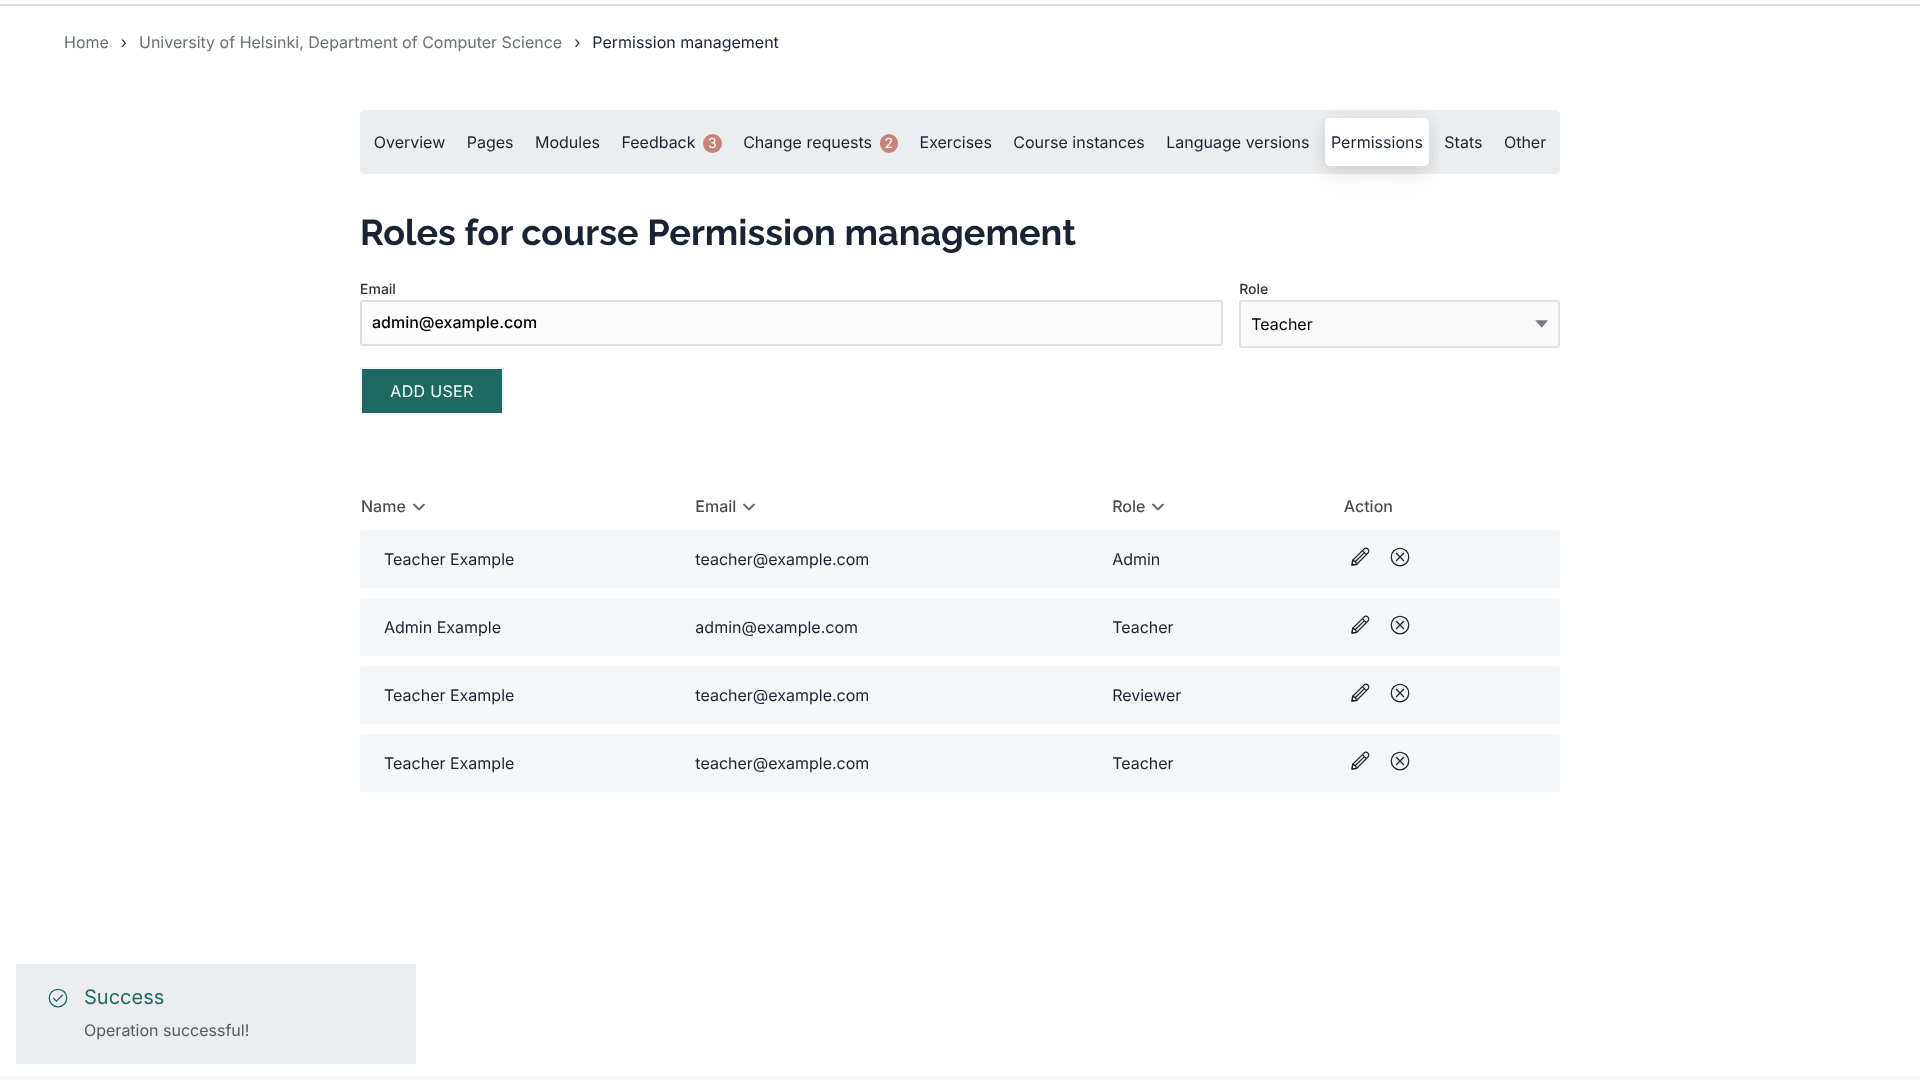 Home › University of Helsinki, Department of Computer Science › Permission management
Overview Pages Modules Feedback 3 Change requests 2 Exercises Course instances Language versions Permissions Stats Other
Roles for course Permission management
Email Role
admin@example.com Teacher
ADD USER
Name Email Role Action
Teacher Example teacher@example.com Admin
Admin Example admin@example.com Teacher
Teacher Example teacher@example.com Reviewer
Teacher Example teacher@example.com Teacher
Success
Operation successful!